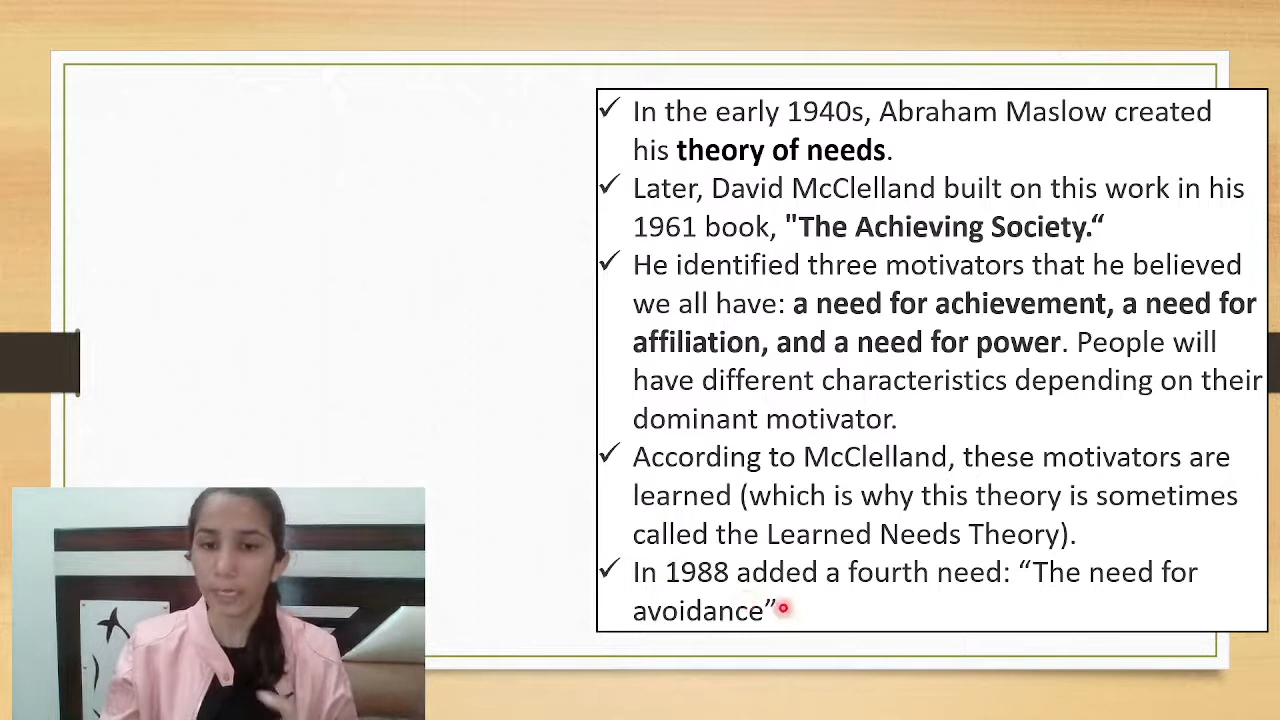 ✓ In the early 1940s, Abraham Maslow created
his theory of needs.
✓ Later, David McClelland built on this work in his
1961 book, "The Achieving Society.“
✓ He identified three motivators that he believed
we all have: a need for achievement, a need for
affiliation, and a need for power. People will
have different characteristics depending on their
dominant motivator.
✓ According to McClelland, these motivators are
learned (which is why this theory is sometimes
called the Learned Needs Theory).
✓ In 1988 added a fourth need: “The need for
avoidance”